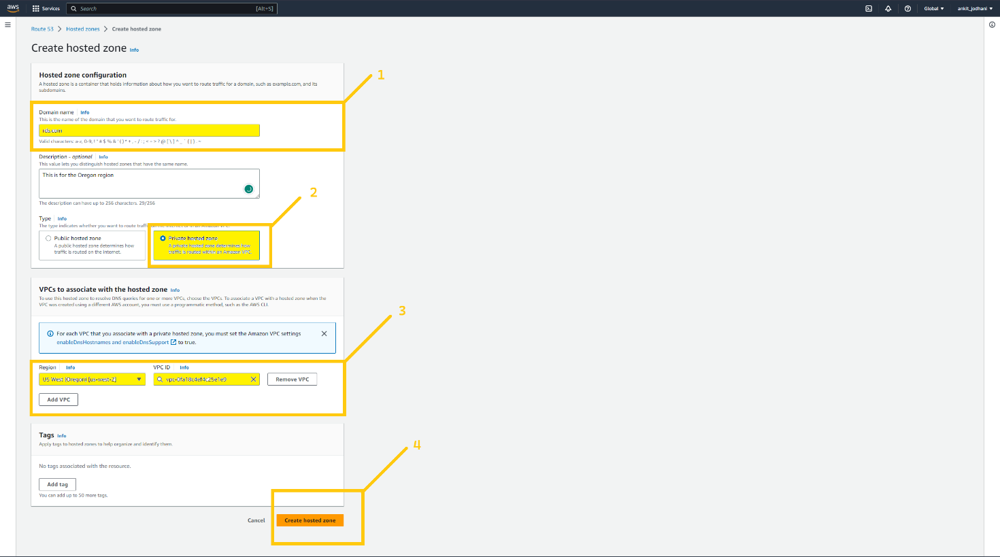 aws
Services
Search
[Alt+S]
Global
ankit_jodhani
Route 53 > Hosted zones > Create hosted zone
Create hosted zone Info
Hosted zone configuration
A hosted zone is a container that holds information about how you want to route traffic for a domain, such as example.com, and its
subdomains.
1
Domain name Info
This is the name of the domain that you want to route traffic for.
rds.com
Valid characters: a-z, 0-9, ! " # $ % & ' ( ) * + , - / : ; < = > ? @ [ \ ] ^ _ ` { | } . ~
Description - optional Info
This value lets you distinguish hosted zones that have the same name.
This is for the Oregon region
The description can have up to 256 characters. 29/256
2
Type Info
The type indicates whether you want to route traffic on the internet or in an Amazon VPC.
Public hosted zone
A public hosted zone determines how
traffic is routed on the internet.
Private hosted zone
A private hosted zone determines how
traffic is routed within an Amazon VPC.
VPCs to associate with the hosted zone Info
To use this hosted zone to resolve DNS queries for one or more VPCs, choose the VPCs. To associate a VPC with a hosted zone when the
VPC was created using a different AWS account, you must use a programmatic method, such as the AWS CLI.
3
For each VPC that you associate with a private hosted zone, you must set the Amazon VPC settings
enableDnsHostnames and enableDnsSupport to true.
Region Info
VPC ID Info
US West (Oregon) [us-west-2]
vpc-0fa18c4ef4c25e1e9
Remove VPC
Add VPC
Tags Info
Apply tags to hosted zones to help organize and identify them.
4
No tags associated with the resource.
Add tag
You can add up to 50 more tags.
Cancel
Create hosted zone